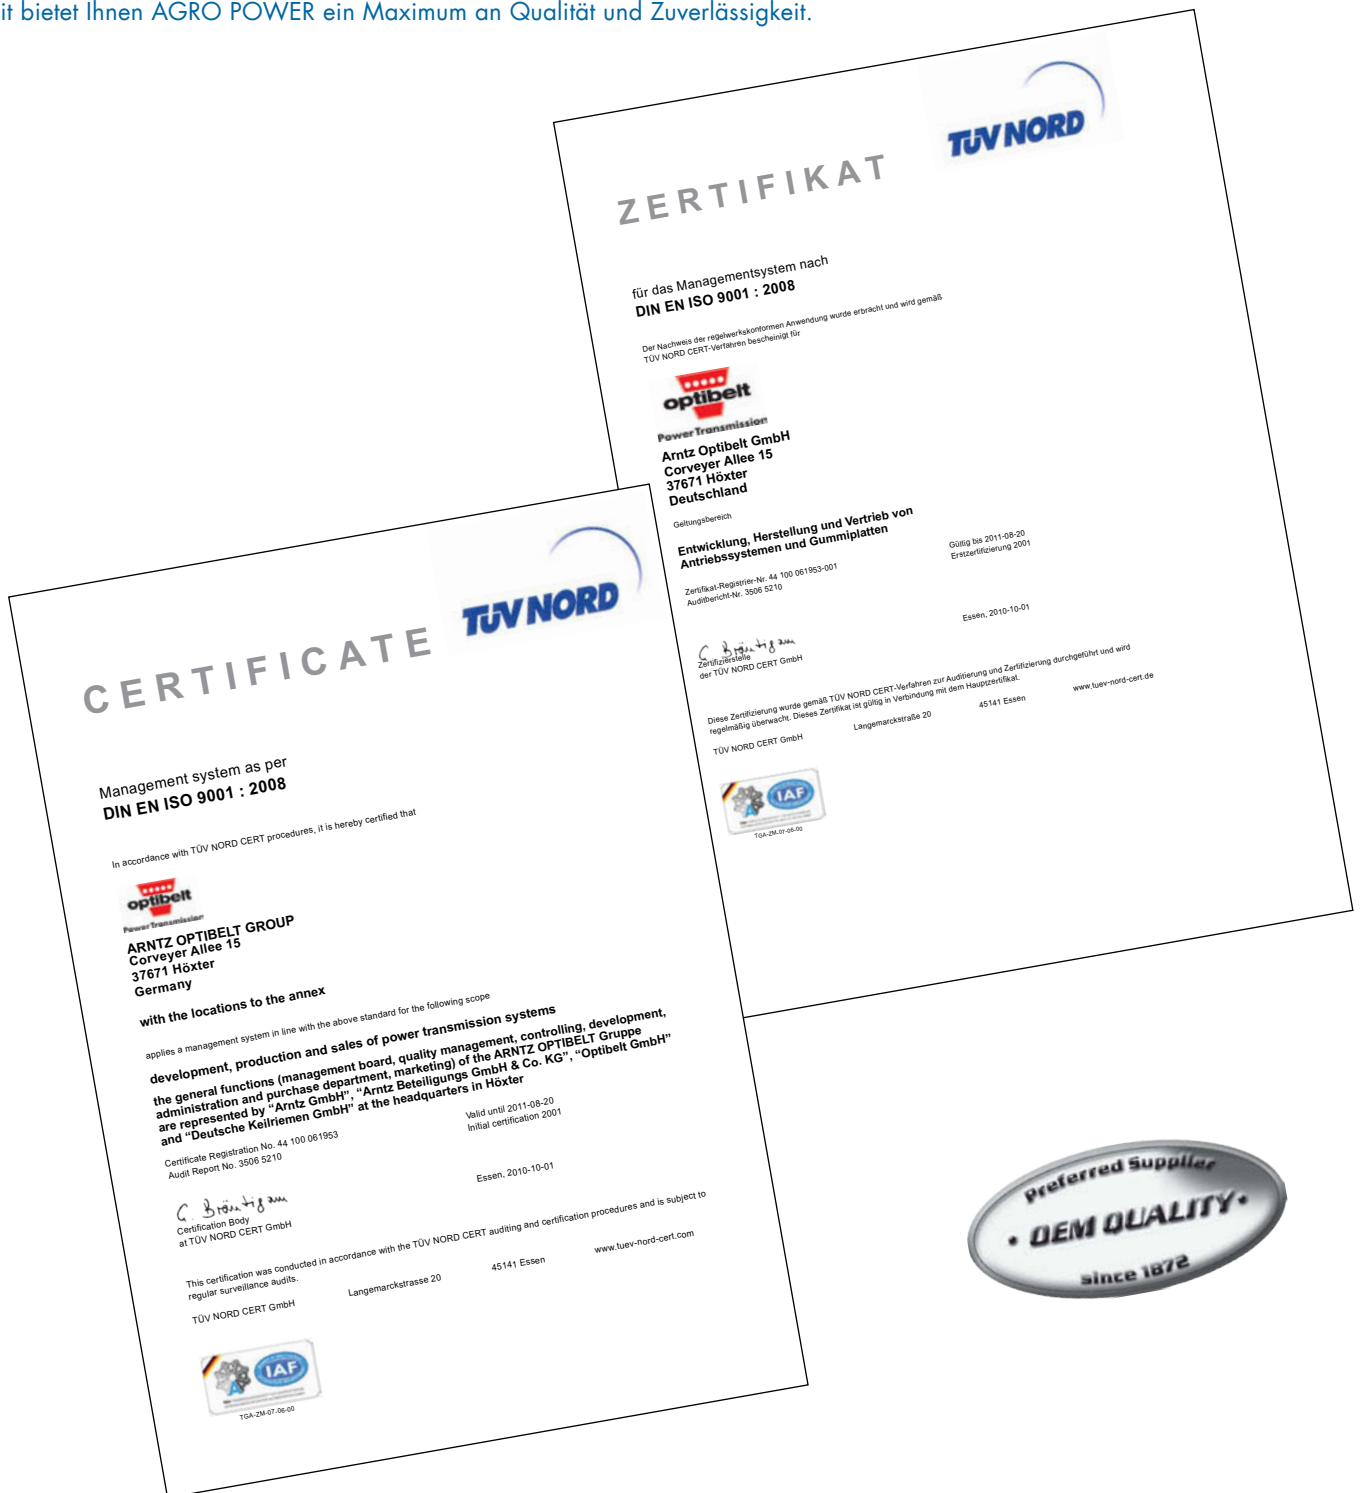 it bietet Ihnen AGRO POWER ein Maximum an Qualität und Zuverlässigkeit.
TÜV NORD
ZERTIFIKAT
für das Managementsystem nach
DIN EN ISO 9001 : 2008
Der Nachweis der regelwerkskonformen Anwendung wurde erbracht und wird gemäß
TÜV NORD CERT-Verfahren bescheinigt für
optibelt
Power Transmission
Arntz Optibelt GmbH
Corveyer Allee 15
37671 Höxter
Deutschland
Geltungsbereich
Entwicklung, Herstellung und Vertrieb von
Antriebssystemen und Gummiplatten
Zertifikat-Registrier-Nr. 44 100 061953-001
Auditbericht-Nr. 3506 5210
Gültig bis 2011-08-20
Erstzertifizierung 2001
Essen, 2010-10-01
G. Bräutigam
Zertifizierstelle
der TÜV NORD CERT GmbH
Diese Zertifizierung wurde gemäß TÜV NORD CERT-Verfahren zur Auditierung und Zertifizierung durchgeführt und wird
regelmäßig überwacht. Dieses Zertifikat ist gültig in Verbindung mit dem Hauptzertifikat.
TÜV NORD CERT GmbH Langemarckstraße 20 45141 Essen www.tuev-nord-cert.de
IAF
TGA-ZM-07-06-00
TÜV NORD
CERTIFICATE
Management system as per
DIN EN ISO 9001 : 2008
In accordance with TÜV NORD CERT procedures, it is hereby certified that
optibelt
Power Transmission
ARNTZ OPTIBELT GROUP
Corveyer Allee 15
37671 Höxter
Germany
with the locations to the annex
applies a management system in line with the above standard for the following scope
development, production and sales of power transmission systems
the general functions (management board, quality management, controlling, development,
administration and purchase department, marketing) of the ARNTZ OPTIBELT Gruppe
are represented by “Arntz GmbH”, “Arntz Beteiligungs GmbH & Co. KG”, “Optibelt GmbH”
and “Deutsche Keilriemen GmbH” at the headquarters in Höxter
Certificate Registration No. 44 100 061953
Audit Report No. 3506 5210
Valid until 2011-08-20
Initial certification 2001
Essen, 2010-10-01
G. Bräutigam
Certification Body
at TÜV NORD CERT GmbH
This certification was conducted in accordance with the TÜV NORD CERT auditing and certification procedures and is subject to
regular surveillance audits.
TÜV NORD CERT GmbH Langemarckstrasse 20 45141 Essen www.tuev-nord-cert.com
IAF
TGA-ZM-07-06-00
Preferred Supplier
• OEM QUALITY •
since 1872